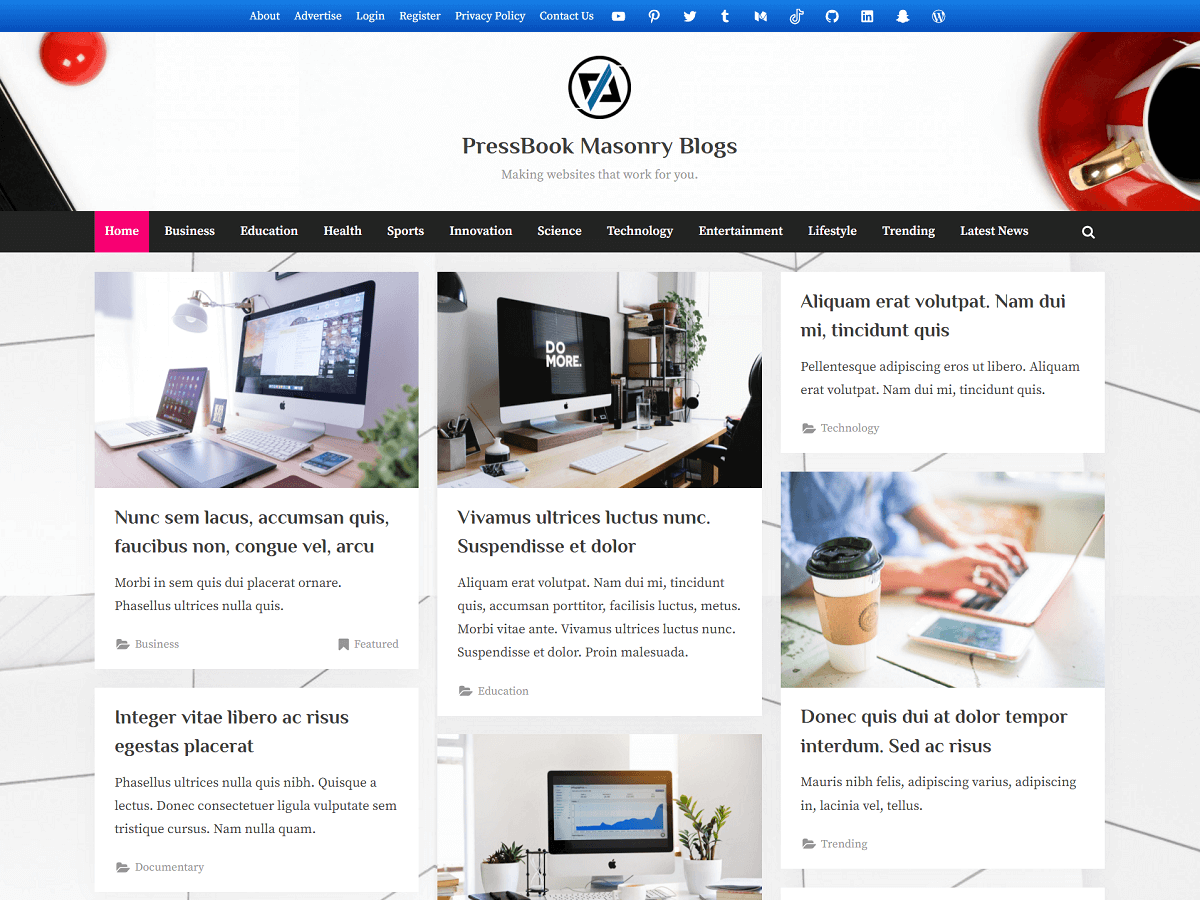 About Advertise Login Register Privacy Policy Contact Us
PressBook Masonry Blogs
Making websites that work for you.
Home Business Education Health Sports Innovation Science Technology Entertainment Lifestyle Trending Latest News
Nunc sem lacus, accumsan quis,
faucibus non, congue vel, arcu
Morbi in sem quis dui placerat ornare.
Phasellus ultrices nulla quis.
Business Featured
Integer vitae libero ac risus
egestas placerat
Phasellus ultrices nulla quis nibh. Quisque a
lectus. Donec consectetuer ligula vulputate sem
tristique cursus. Nam nulla quam.
Documentary
DO
MORE.
Vivamus ultrices luctus nunc.
Suspendisse et dolor
Aliquam erat volutpat. Nam dui mi, tincidunt
quis, accumsan porttitor, facilisis luctus, metus.
Morbi vitae ante. Vivamus ultrices luctus nunc.
Suspendisse et dolor. Proin malesuada.
Education
Aliquam erat volutpat. Nam dui
mi, tincidunt quis
Pellentesque adipiscing eros ut libero. Aliquam
erat volutpat. Nam dui mi, tincidunt quis.
Technology
Donec quis dui at dolor tempor
interdum. Sed ac risus
Mauris nibh felis, adipiscing varius, adipiscing
in, lacinia vel, tellus.
Trending